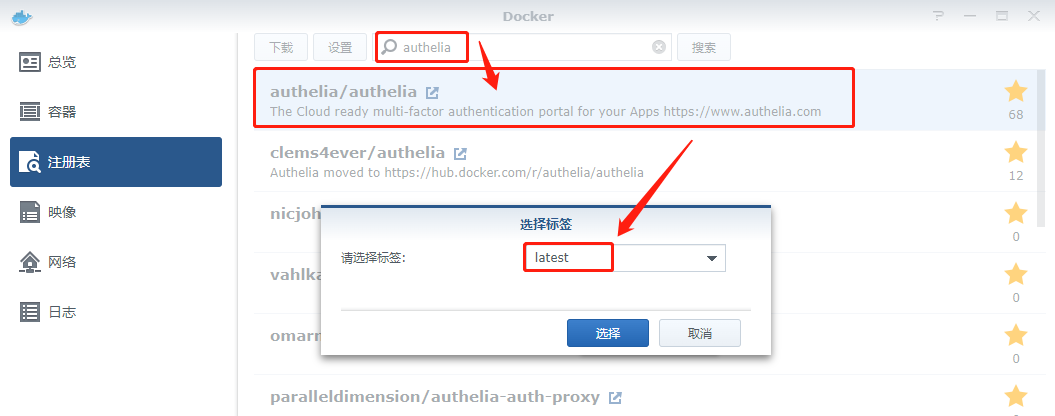 Docker
总览
容器
注册表
映像
网络
日志
下载
设置
authelia
搜索
authelia/authelia
The Cloud ready multi-factor authentication portal for your Apps https://www.authelia.com
68
clems4ever/authelia
Authelia moved to https://hub.docker.com/r/authelia/authelia
12
nicjoh
0
vahlka
0
omarr
0
paralleldimension/authelia-auth-proxy
选择标签
请选择标签:
latest
选择
取消